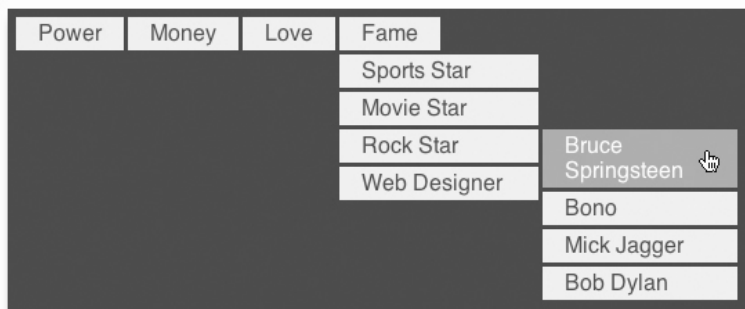 Power Money Love Fame
Sports Star
Movie Star
Rock Star
Web Designer
Bruce
Springsteen
Bono
Mick Jagger
Bob Dylan